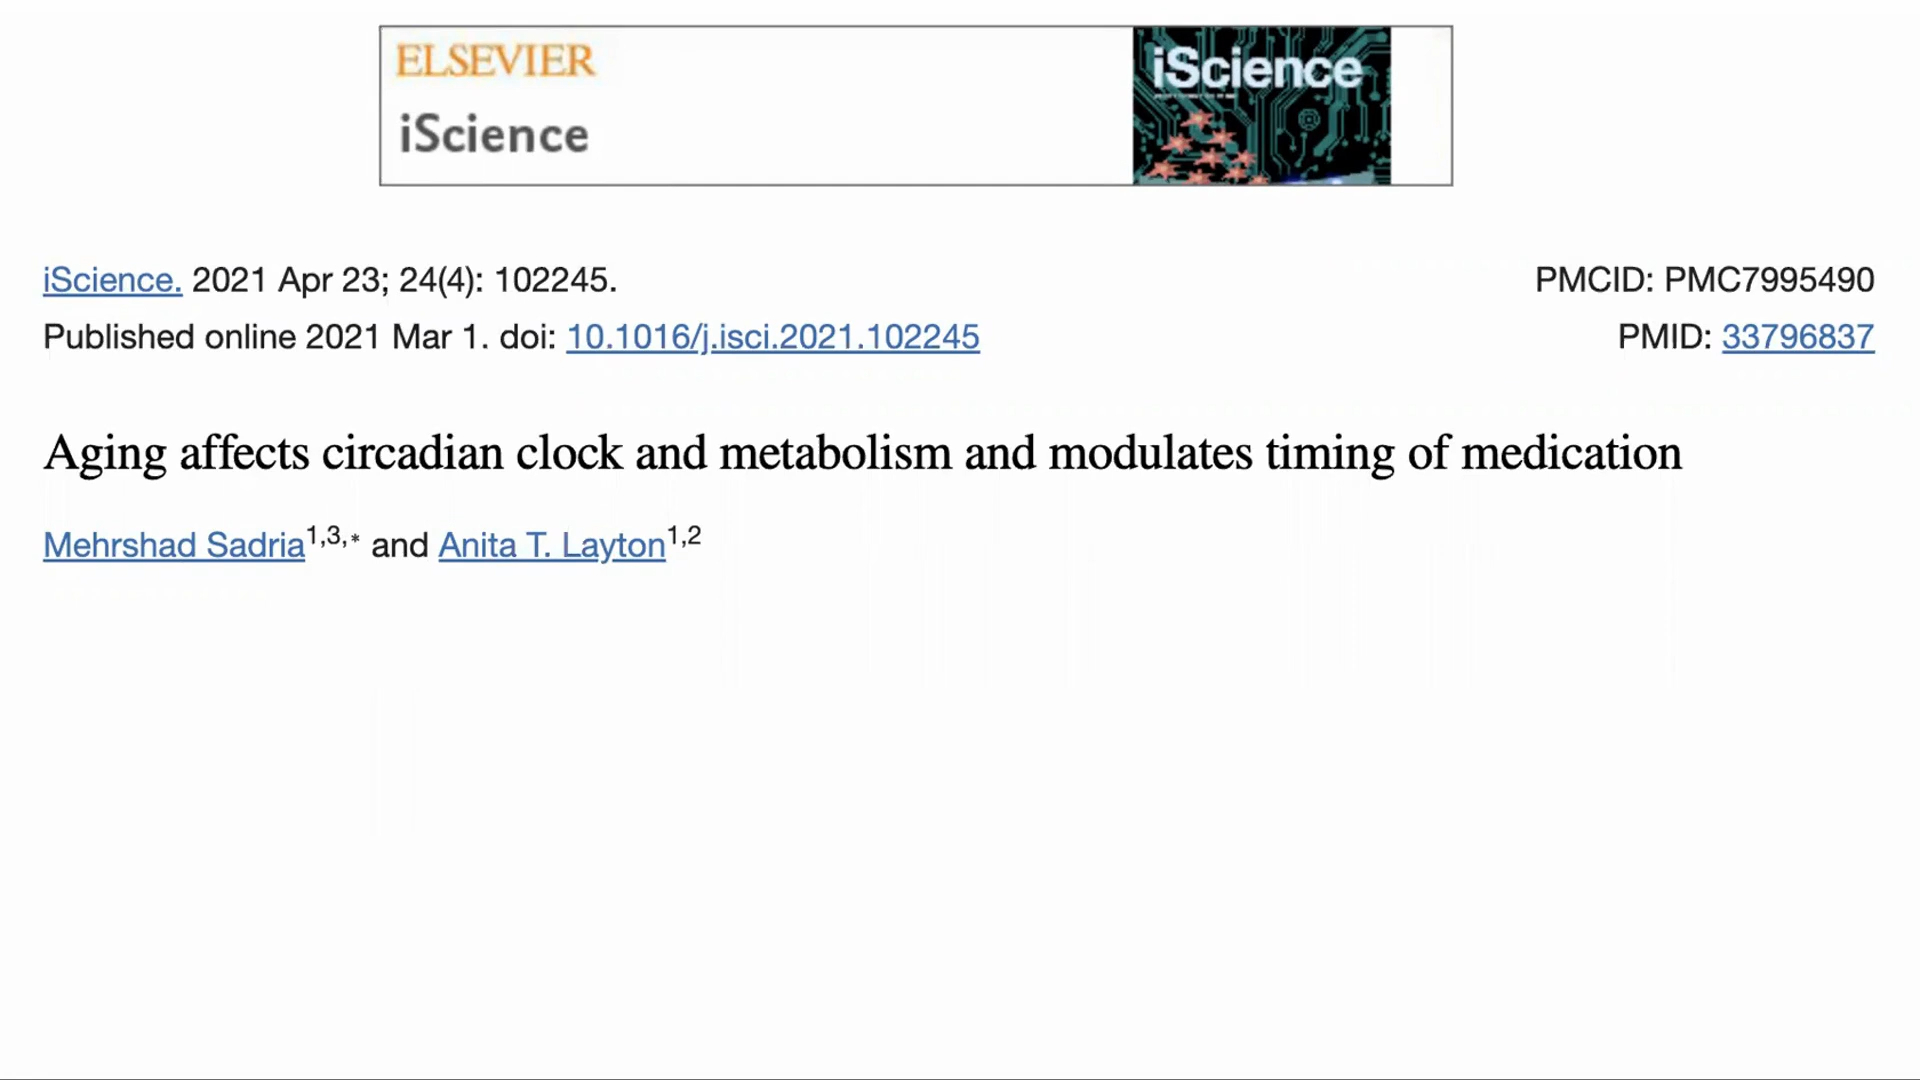 ELSEVIER
iScience
iScience
iScience. 2021 Apr 23; 24(4): 102245.
PMCID: PMC7995490
Published online 2021 Mar 1. doi: 10.1016/j.isci.2021.102245
PMID: 33796837
Aging affects circadian clock and metabolism and modulates timing of medication
Mehrshad Sadria1,3,* and Anita T. Layton1,2